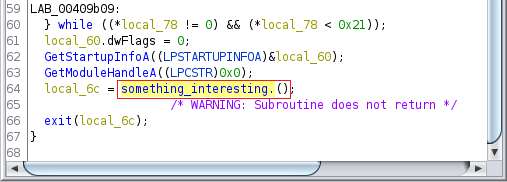 59 LAB_00409b09:
60 } while ((*local_78 != 0) && (*local_78 < 0x21));
61 local_60.dwFlags = 0;
62 GetStartupInfoA((LPSTARTUPINFOA)&local_60);
63 GetModuleHandleA((LPCSTR)0x0);
64 local_6c = something_interesting.();
65 /* WARNING: Subroutine does not return */
66 exit(local_6c);
67 }
68